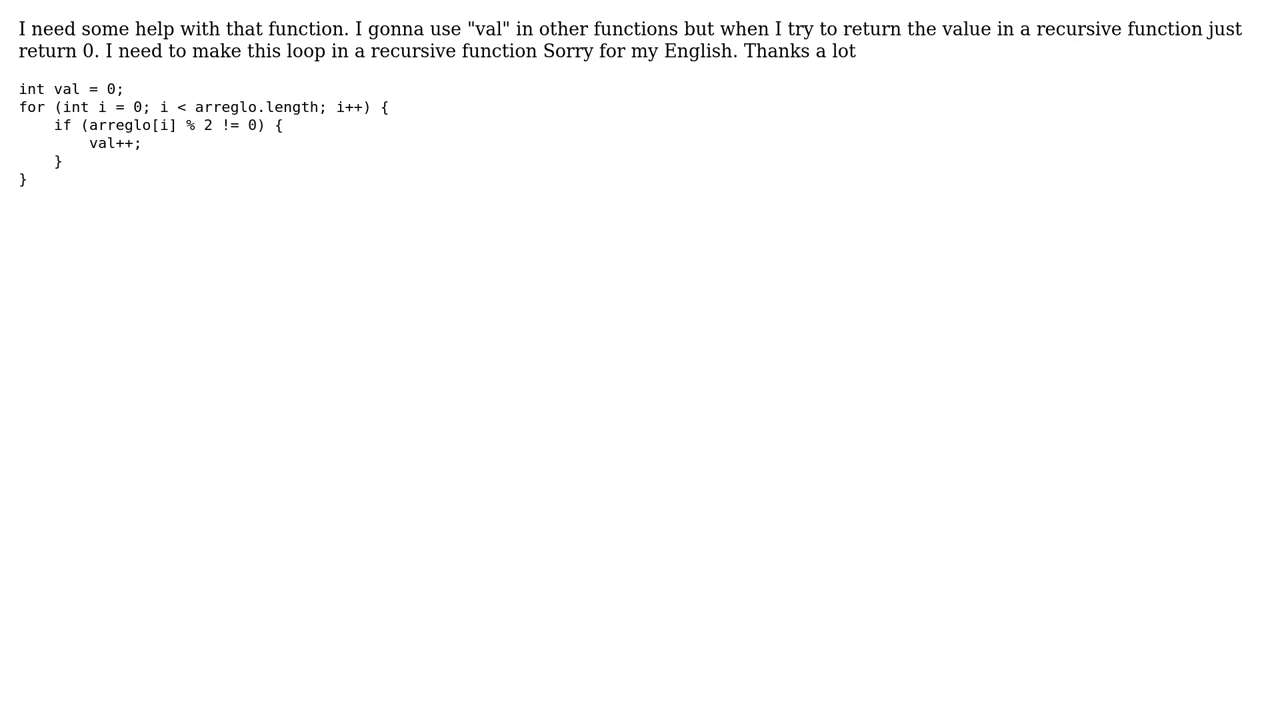 I need some help with that function. I gonna use "val" in other functions but when I try to return the value in a recursive function just
return 0. I need to make this loop in a recursive function Sorry for my English. Thanks a lot
int val = 0;
for (int i = 0; i < arreglo.length; i++) {
    if (arreglo[i] % 2 != 0) {
        val++;
    }
}